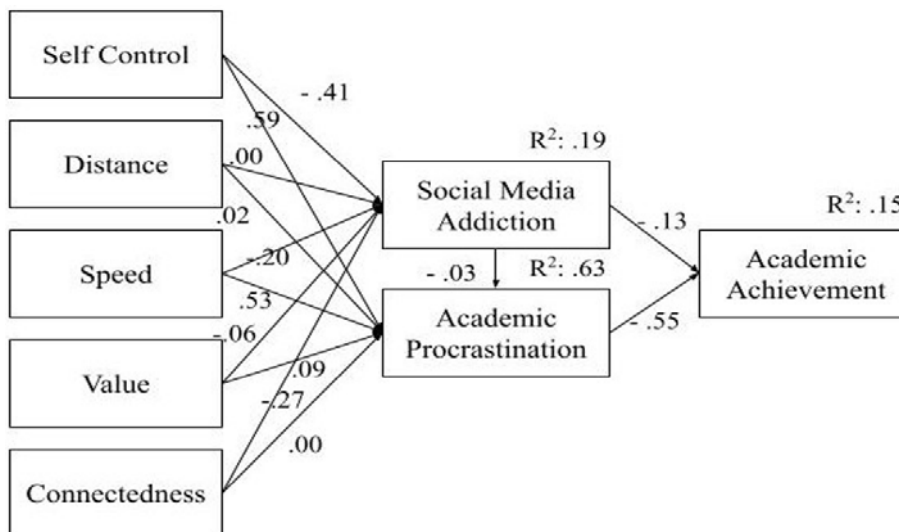 Self Control
- .41
.59
R²: .19
Distance
.00
Social Media
Addiction
R²: .15
.02
- .13
Speed
-.20
- .03
R²: .63
Academic
Achievement
.53
Academic
Procrastination
- .55
-.06
Value
.09
-.27
.00
Connectedness